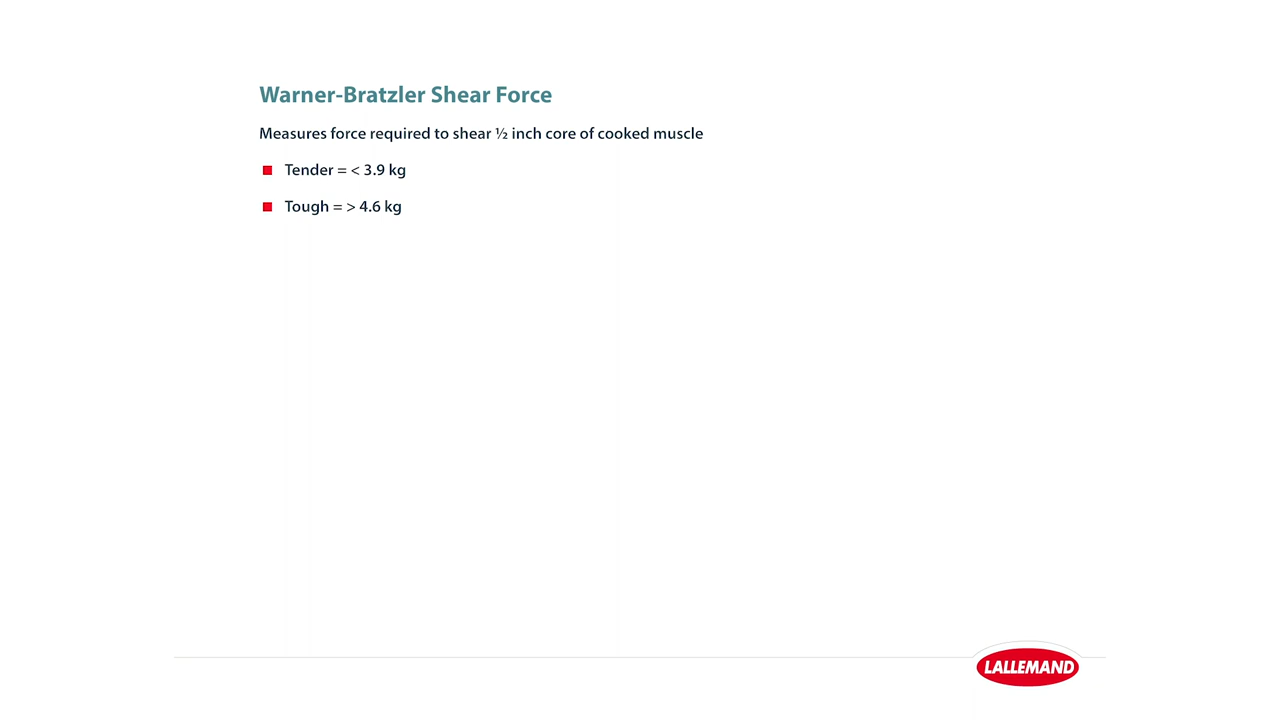 Warner-Bratzler Shear Force
Measures force required to shear ½ inch core of cooked muscle
Tender = < 3.9 kg
Tough = > 4.6 kg
LALLEMAND